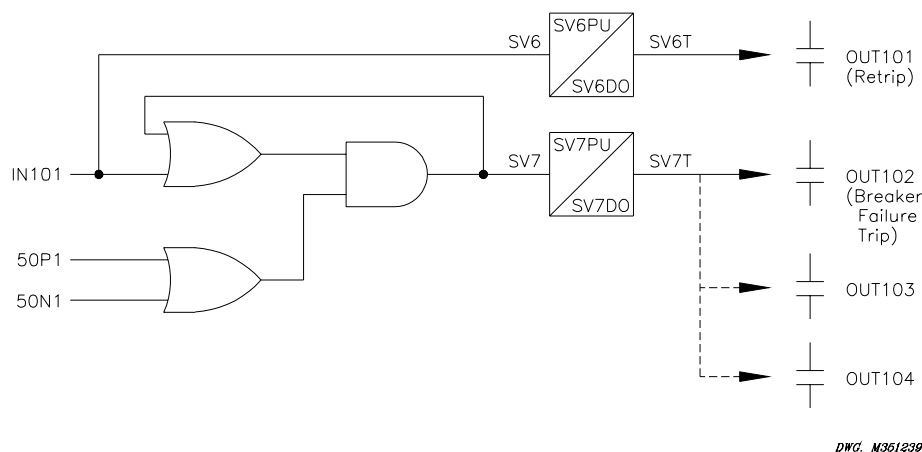 SV6
SV6PU
SV6DO
SV6T
OUT101
(Retrip)
IN101
SV7
SV7PU
SV7DO
SV7T
OUT102
(Breaker
Failure
Trip)
50P1
50N1
OUT103
OUT104
DWG. M351239